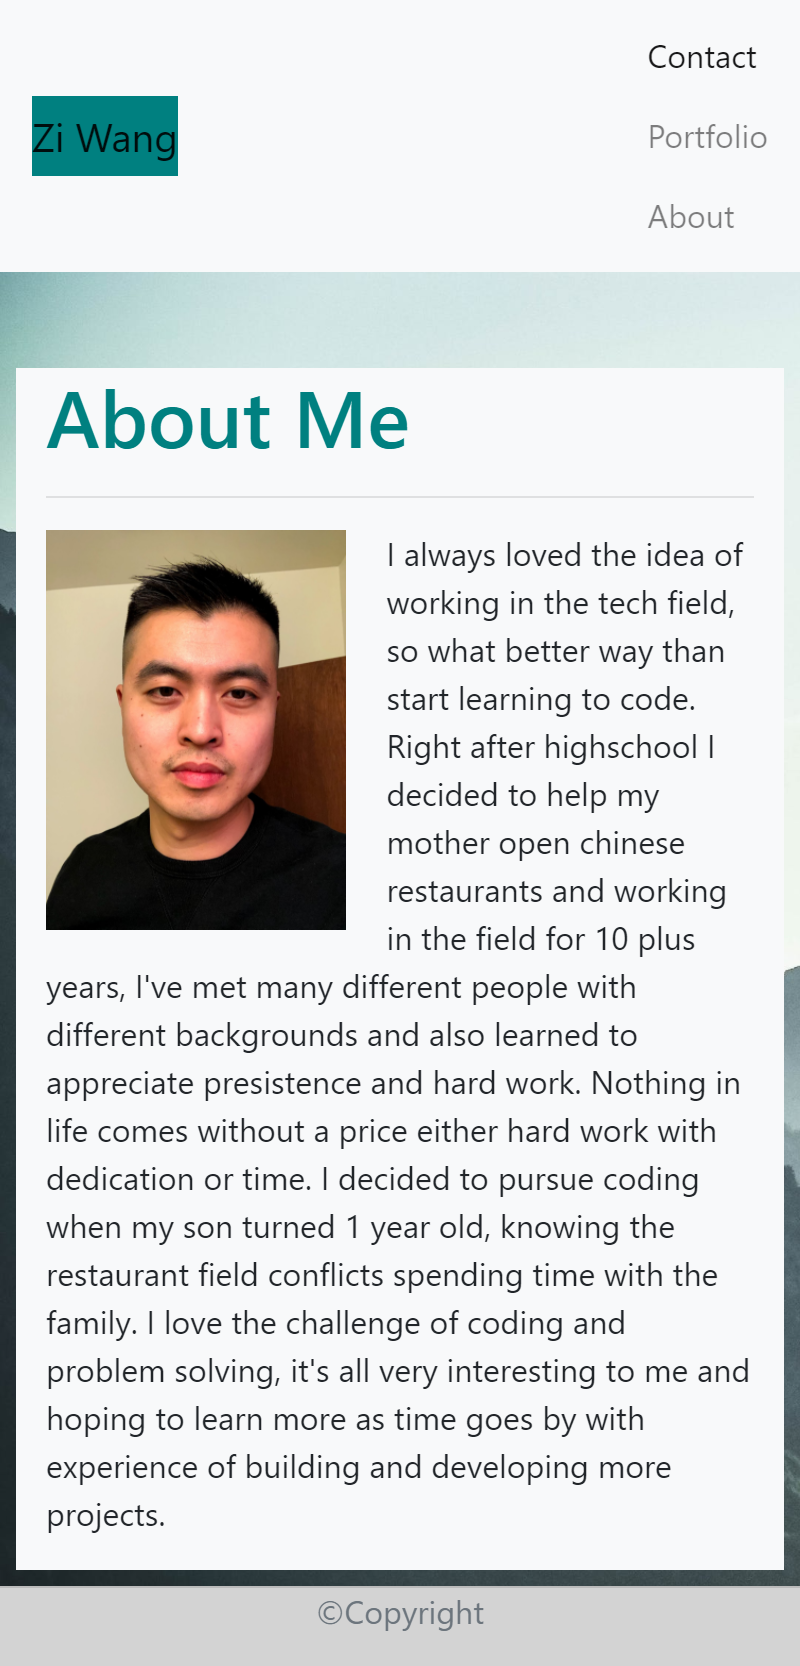 Contact
Zi Wang
Portfolio
About
About Me
I always loved the idea of
working in the tech field,
so what better way than
start learning to code.
Right after highschool I
decided to help my
mother open chinese
restaurants and working
in the field for 10 plus
years, I've met many different people with
different backgrounds and also learned to
appreciate presistence and hard work. Nothing in
life comes without a price either hard work with
dedication or time. I decided to pursue coding
when my son turned 1 year old, knowing the
restaurant field conflicts spending time with the
family. I love the challenge of coding and
problem solving, it's all very interesting to me and
hoping to learn more as time goes by with
experience of building and developing more
projects.
©Copyright